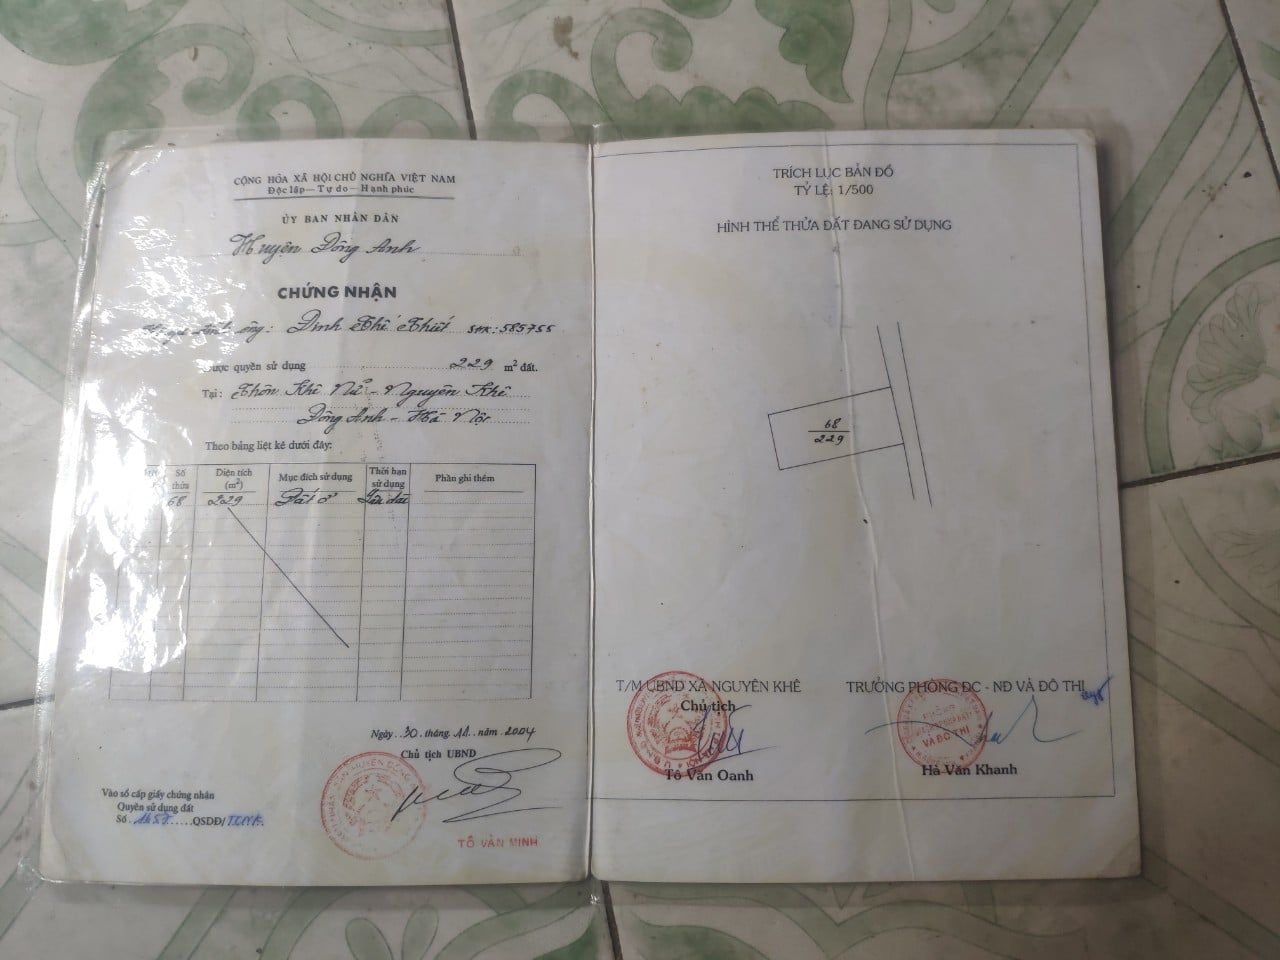 CỘNG HÒA XÃ HỘI CHỦ NGHĨA VIỆT NAM
Độc lập - Tự do - Hạnh phúc
ỦY BAN NHÂN DÂN
Huyện Đông Anh
CHỨNG NHẬN
ông: Đinh Thế Thiết SHK: 585755
Được quyền sử dụng 229 m² đất.
Tại: Thôn Khê Nữ - Nguyên Khê
Đông Anh - Hà Nội
Theo bảng liệt kê dưới đây:
Số thửa Diện tích (m²) Mục đích sử dụng Thời hạn sử dụng Phần ghi thêm
68 229 Đất ở Lâu dài
Ngày 30 tháng 11 năm 2004
Chủ tịch UBND
TÔ VĂN MINH
Vào sổ cấp giấy chứng nhận
Quyền sử dụng đất
Số QSDĐ/
TRÍCH LỤC BẢN ĐỒ
TỶ LỆ: 1/500
HÌNH THỂ THỬA ĐẤT ĐANG SỬ DỤNG
68
229
T/M UBND XÃ NGUYÊN KHÊ
Chủ tịch
Tô Văn Oanh
TRƯỞNG PHÒNG ĐC - NĐ VÀ ĐÔ THỊ
Hà Văn Khanh